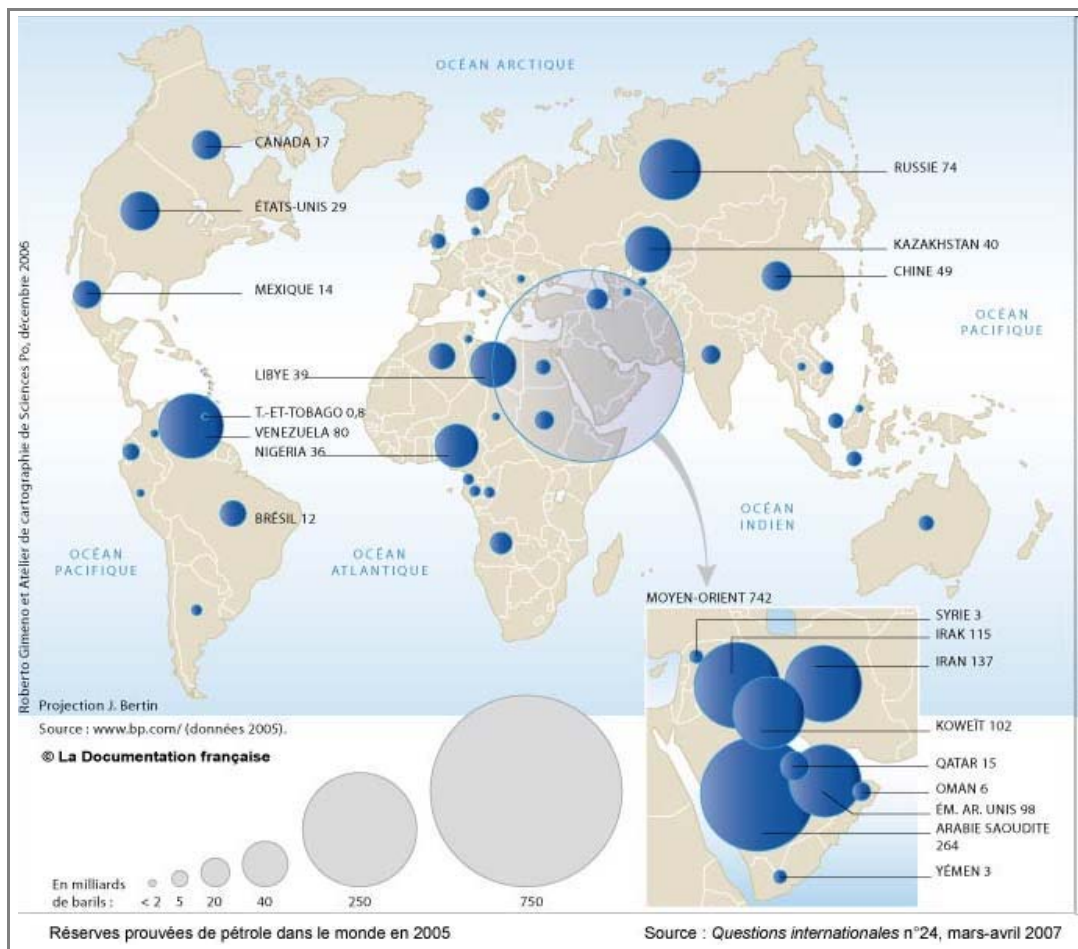 OCÉAN ARCTIQUE
CANADA 17
RUSSIE 74
ÉTATS-UNIS 29
KAZAKHSTAN 40
CHINE 49
MEXIQUE 14
OCÉAN
PACIFIQUE
LIBYE 39
T.-ET-TOBAGO 0,8
VENEZUELA 80
NIGERIA 36
OCÉAN
INDIEN
BRÉSIL 12
OCÉAN
PACIFIQUE
OCÉAN
ATLANTIQUE
MOYEN-ORIENT 742
SYRIE 3
IRAK 115
IRAN 137
KOWEÏT 102
QATAR 15
OMAN 6
ÉM. AR. UNIS 98
ARABIE SAOUDITE
264
YÉMEN 3
Roberto Gimeno et Atelier de cartographie de Sciences Po, décembre 2006
Projection J. Bertin
Source : www.bp.com/ (données 2005).
© La Documentation française
En milliards
de barils : < 2 5 20 40 250 750
Réserves prouvées de pétrole dans le monde en 2005
Source : Questions internationales n°24, mars-avril 2007